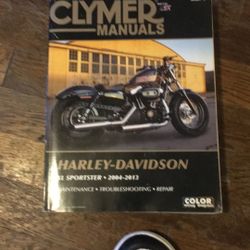 CLYMER
MANUALS
HARLEY-DAVIDSON
XL SPORTSTER • 2004-2013
MAINTENANCE • TROUBLESHOOTING • REPAIR
COLOR